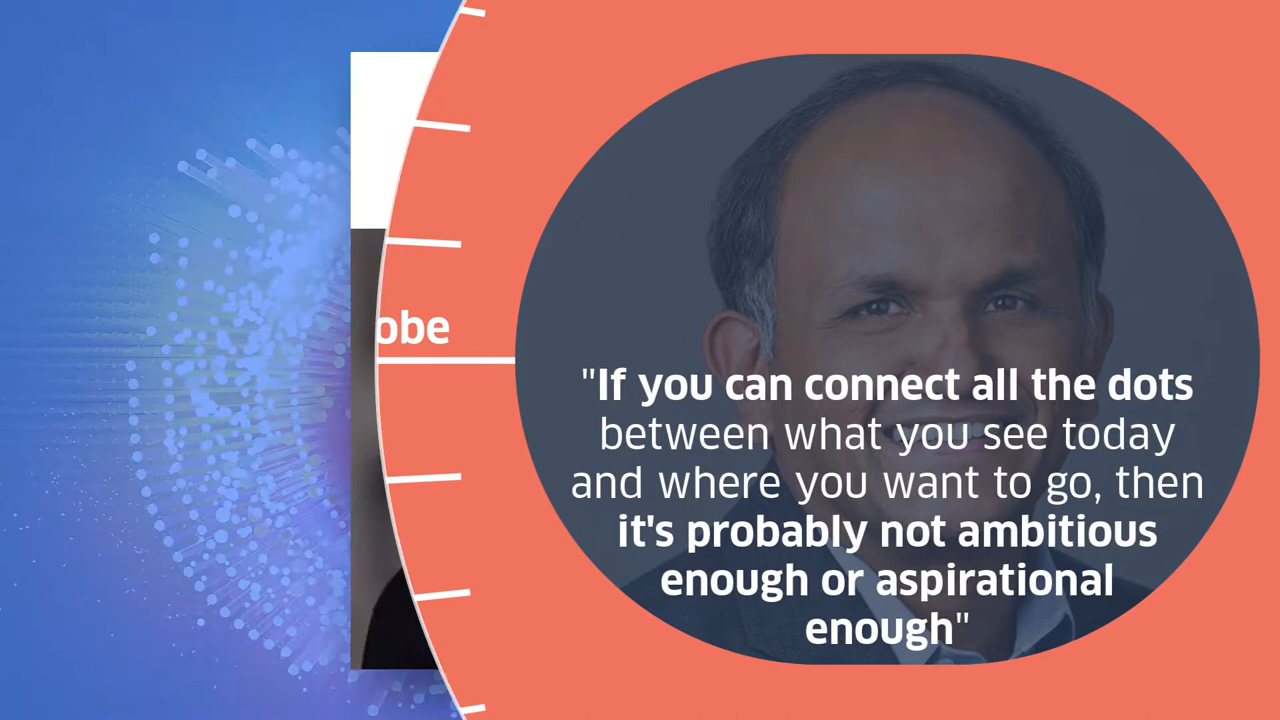 obe
"If you can connect all the dots
between what you see today
and where you want to go, then
it's probably not ambitious
enough or aspirational
enough"